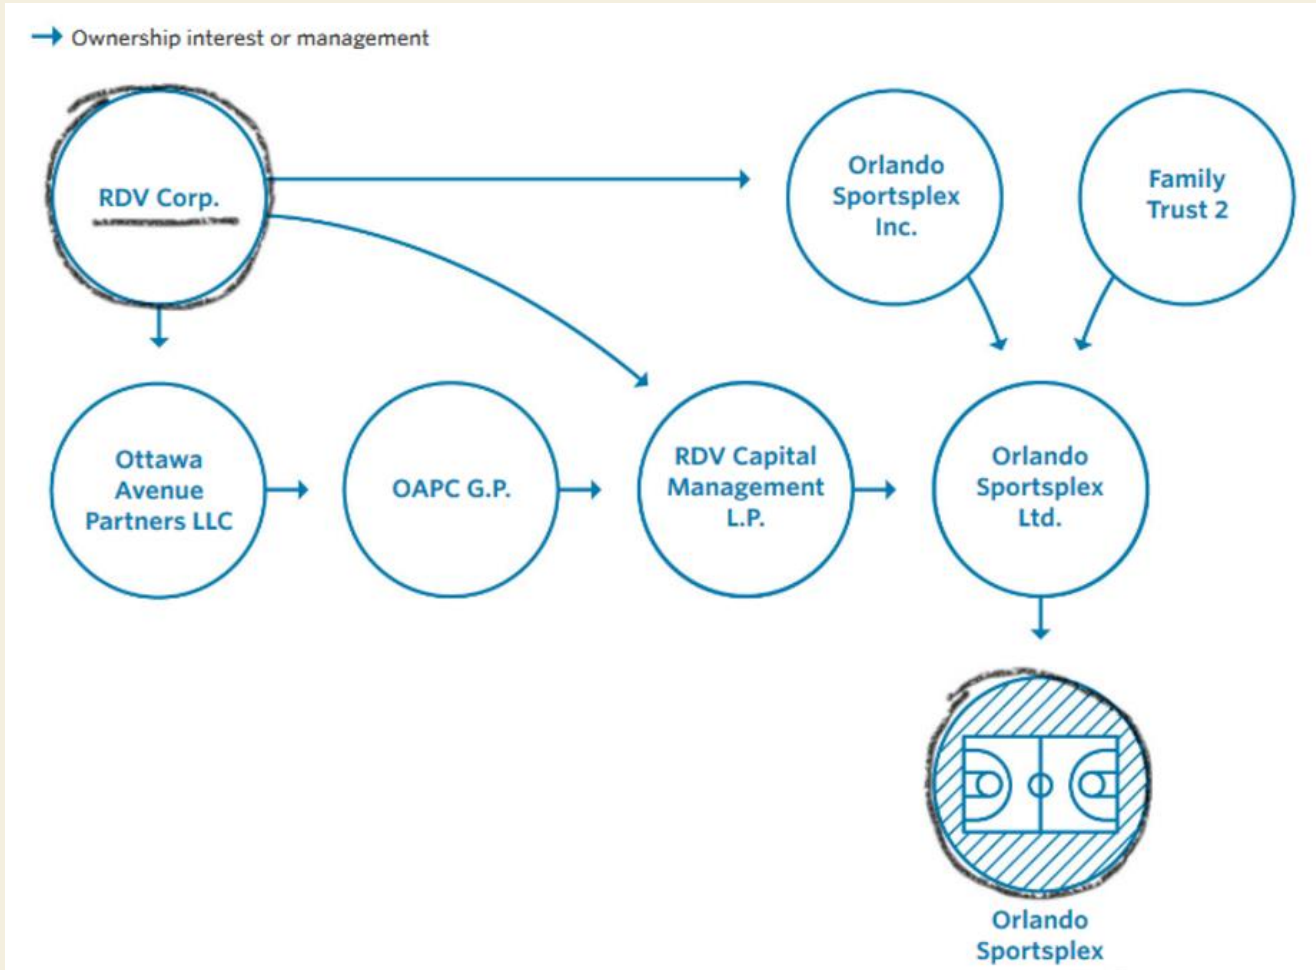 Ownership interest or management
RDV Corp.
Orlando
Sportsplex
Inc.
Family
Trust 2
Ottawa
Avenue
Partners LLC
OAPC G.P.
RDV Capital
Management
L.P.
Orlando
Sportsplex
Ltd.
Orlando
Sportsplex